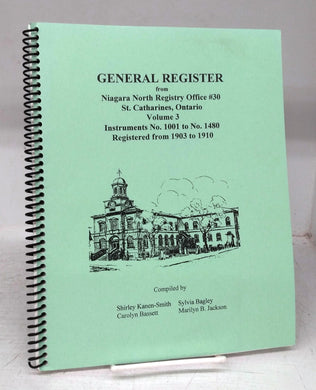 GENERAL REGISTER
from
Niagara North Registry Office #30
St. Catharines, Ontario
Volume 3
Instruments No. 1001 to No. 1480
Registered from 1903 to 1910
Compiled by
Shirley Kanen-Smith Sylvia Bagley
Carolyn Bassett Marilyn B. Jackson